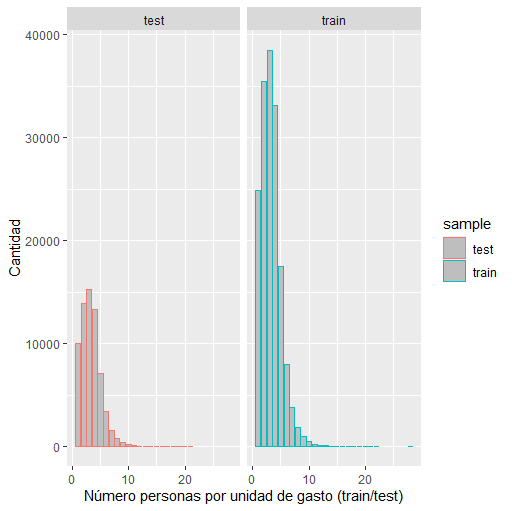 test
train
40000
30000
20000
10000
0
Cantidad
0
10
20
0
10
20
Número personas por unidad de gasto (train/test)
sample
test
train